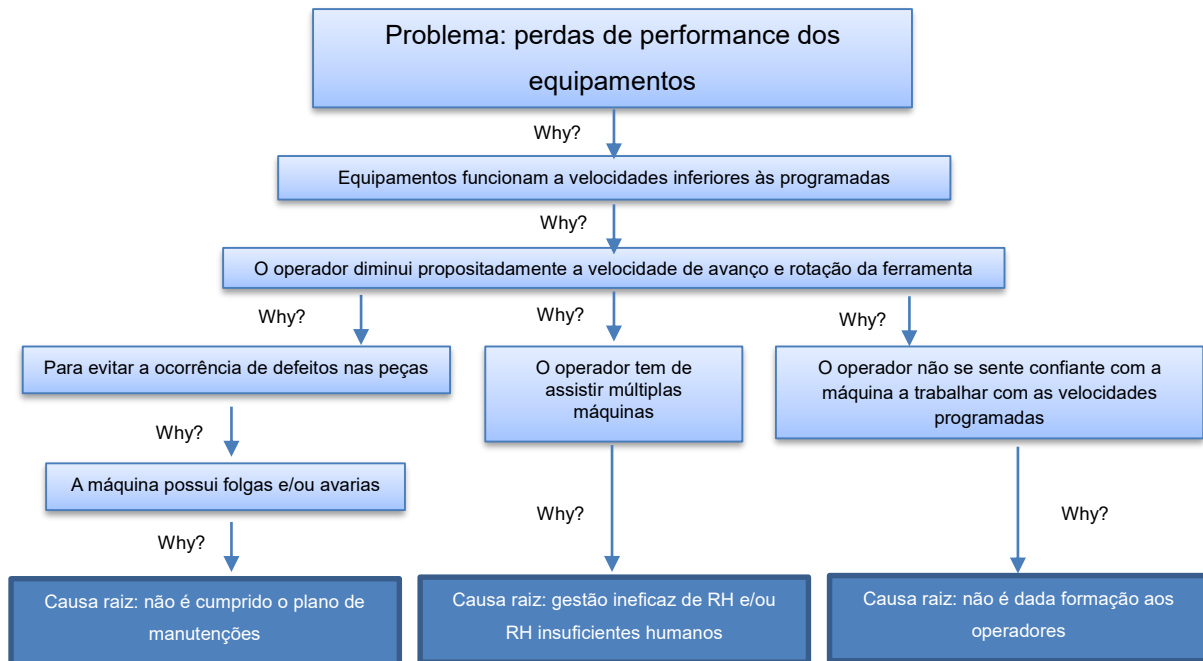 Problema: perdas de performance dos
equipamentos
Why?
Equipamentos funcionam a velocidades inferiores às programadas
Why?
O operador diminui propositadamente a velocidade de avanço e rotação da ferramenta
Why?
Why?
Why?
Para evitar a ocorrência de defeitos nas peças
O operador tem de
assistir múltiplas
máquinas
O operador não se sente confiante com a
máquina a trabalhar com as velocidades
programadas
Why?
A máquina possui folgas e/ou avarias
Why?
Why?
Why?
Causa raiz: não é cumprido o plano de
manutenções
Causa raiz: gestão ineficaz de RH e/ou
RH insuficientes humanos
Causa raiz: não é dada formação aos
operadores